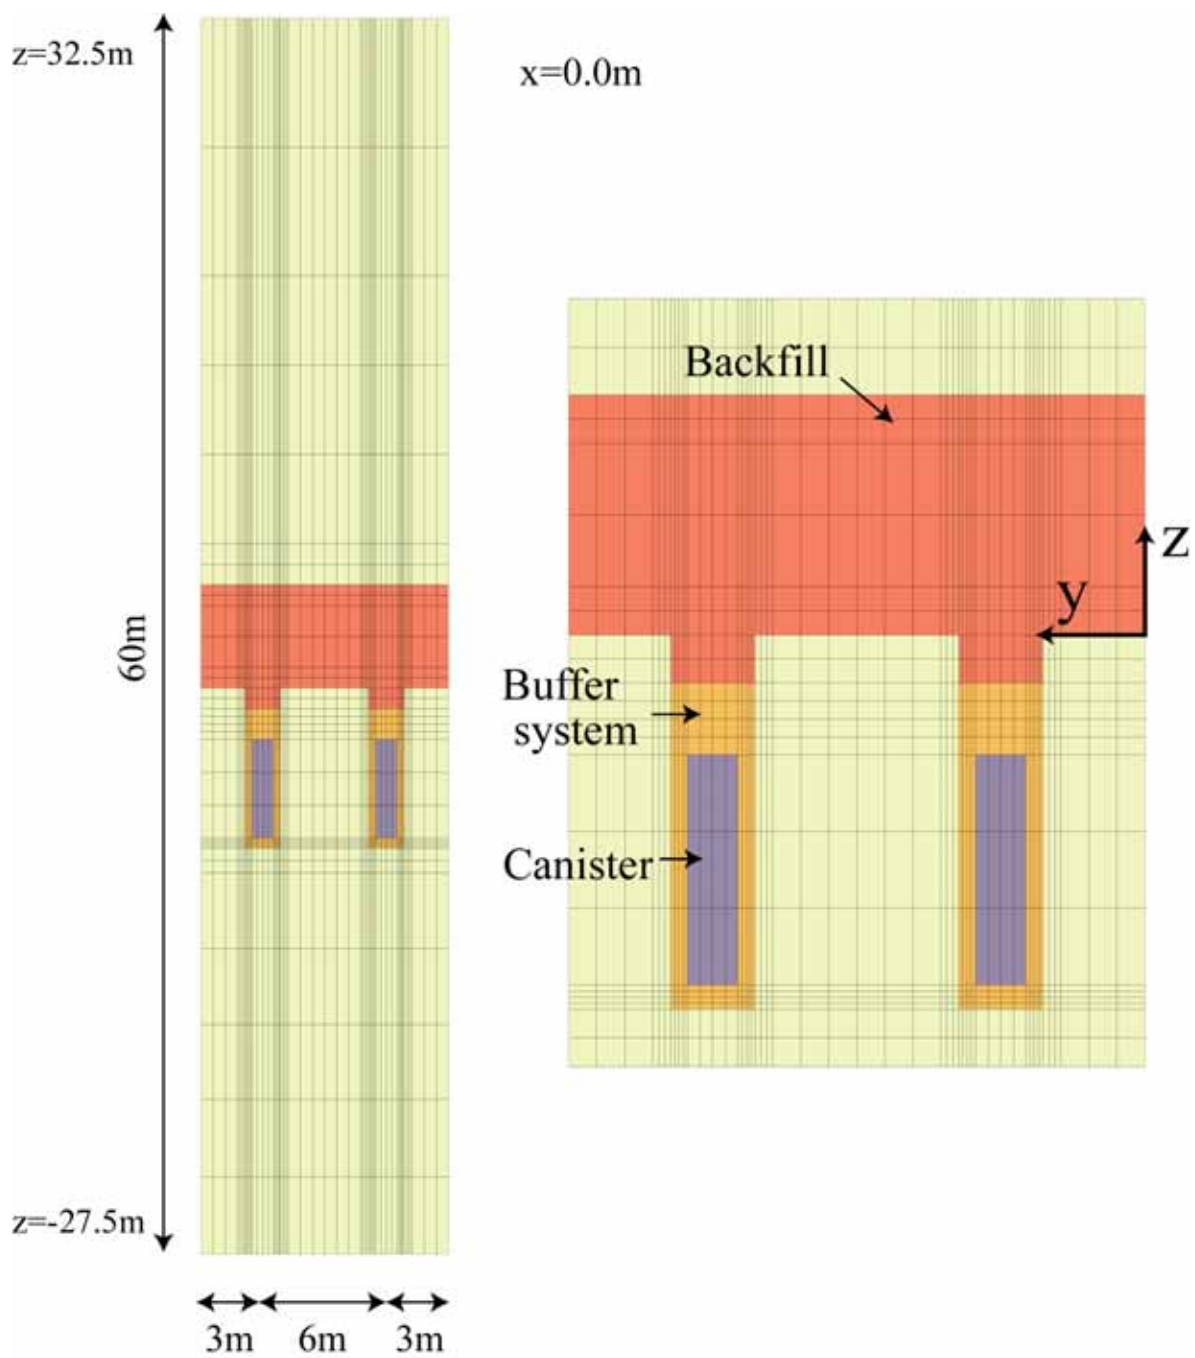 z=32.5m
x=0.0m
Backfill
z
y
60m
Buffer
system
Canister
z=-27.5m
3m
6m
3m